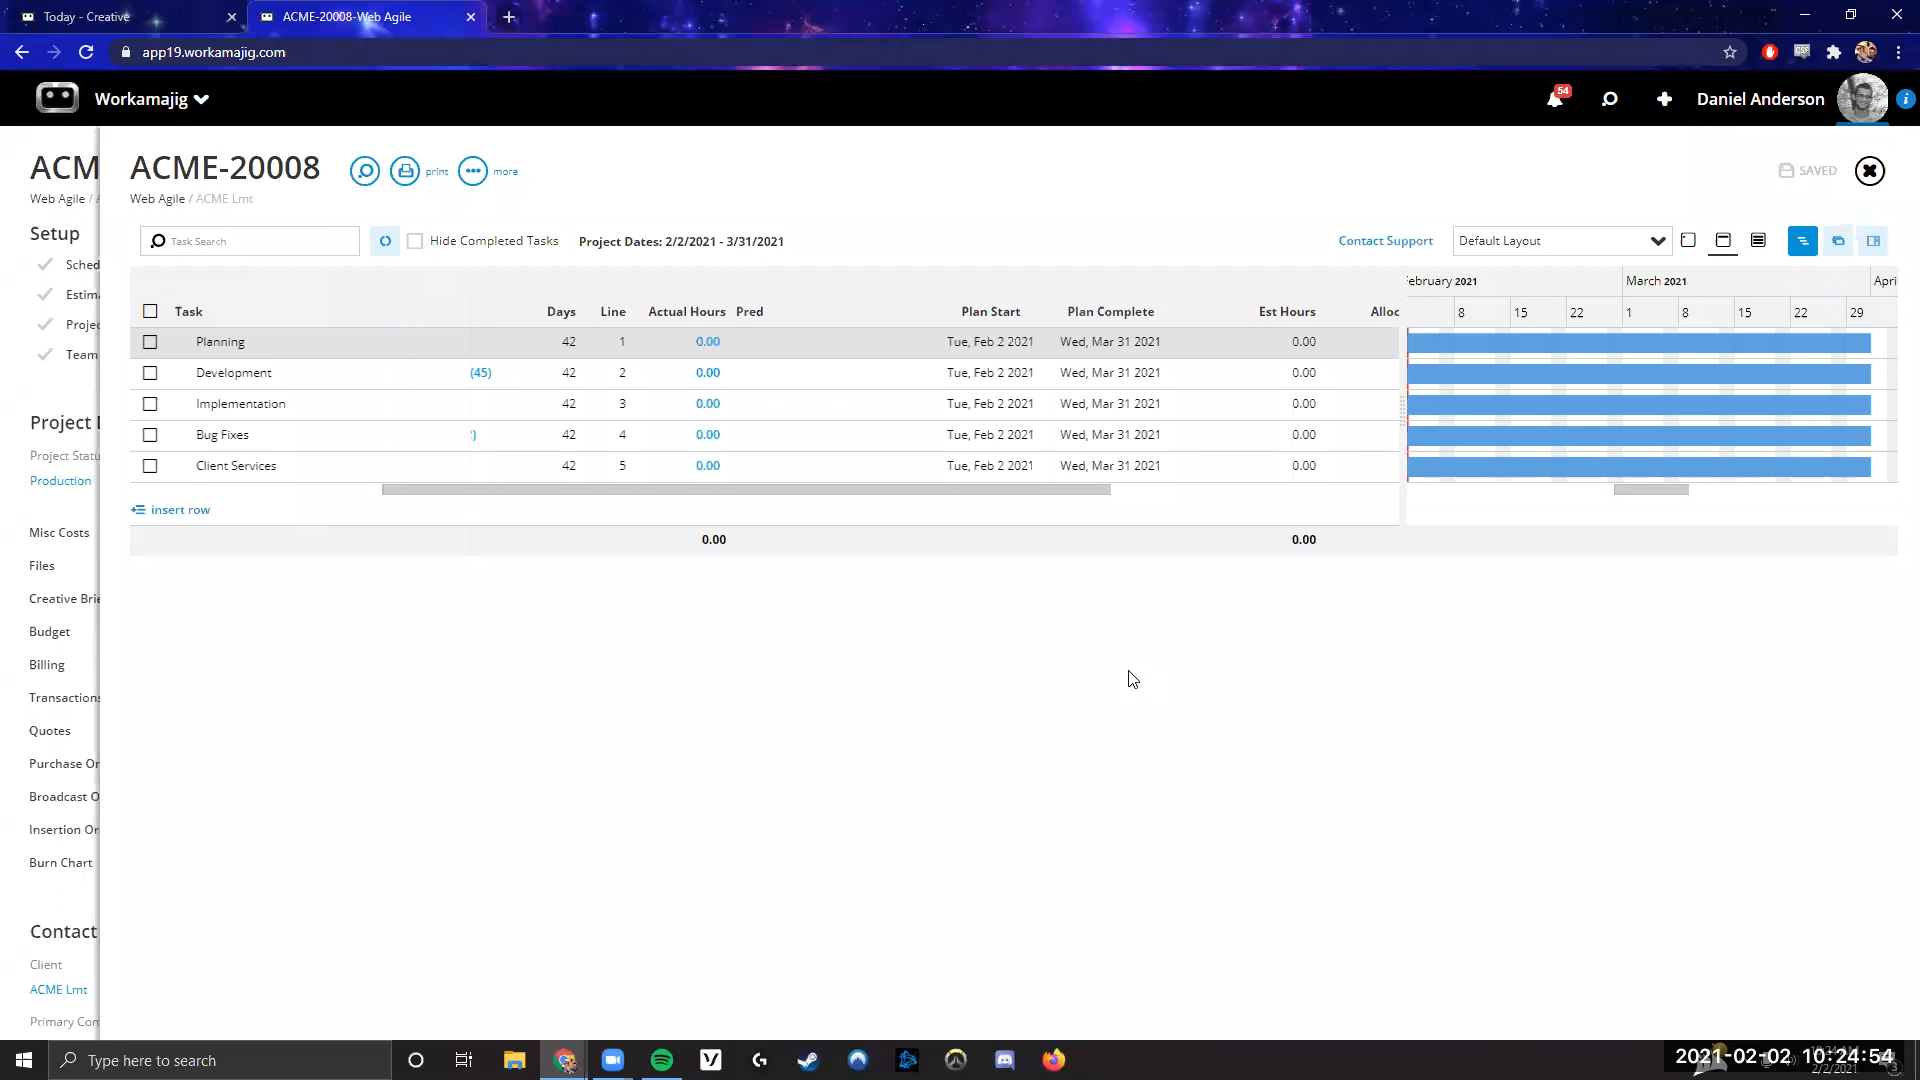 Today - Creative
ACME-20008-Web Agile
app19.workamajig.com
Workamajig
54
Daniel Anderson
ACM
ACME-20008
print
more
SAVED
Web Agile /
Web Agile / ACME Lmt
Setup
Sched
Estima
Projec
Team
Task Search
Hide Completed Tasks
Project Dates: 2/2/2021 - 3/31/2021
Contact Support
Default Layout
Task Days Line Actual Hours Pred Plan Start Plan Complete Est Hours Alloc
February 2021 March 2021 Apri
8 15 22 1 8 15 22 29
Planning 42 1 0.00 Tue, Feb 2 2021 Wed, Mar 31 2021 0.00
Development (45) 42 2 0.00 Tue, Feb 2 2021 Wed, Mar 31 2021 0.00
Implementation 42 3 0.00 Tue, Feb 2 2021 Wed, Mar 31 2021 0.00
Bug Fixes 42 4 0.00 Tue, Feb 2 2021 Wed, Mar 31 2021 0.00
Client Services 42 5 0.00 Tue, Feb 2 2021 Wed, Mar 31 2021 0.00
insert row
0.00 0.00
Project
Project Statu
Production
Misc Costs
Files
Creative Brie
Budget
Billing
Transactions
Quotes
Purchase Or
Broadcast O
Insertion Or
Burn Chart
Contact
Client
ACME Lmt
Primary Con
Type here to search
2021-02-02 10:24:54
2/2/2021
3